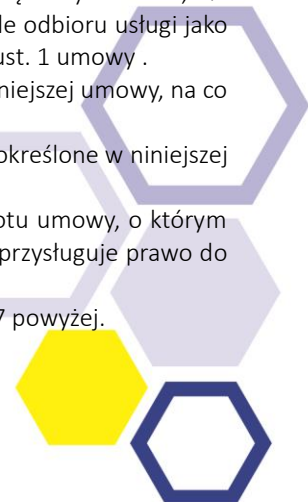 le odbioru usługi jako
ust. 1 umowy .
niejszej umowy, na co
określone w niniejszej
otu umowy, o którym
przysługuje prawo do
7 powyżej.